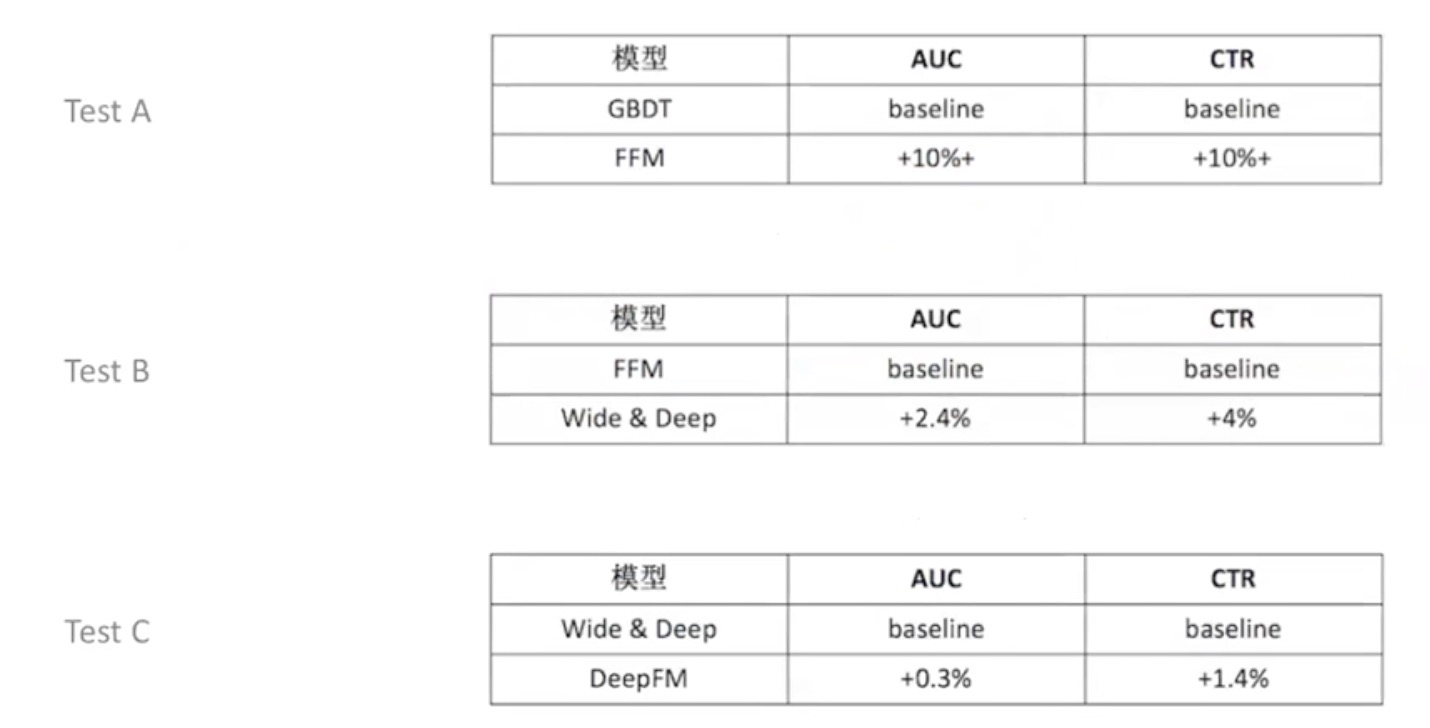 模型 AUC CTR
Test A GBDT baseline baseline
FFM +10%+ +10%+
模型 AUC CTR
Test B FFM baseline baseline
Wide & Deep +2.4% +4%
模型 AUC CTR
Test C Wide & Deep baseline baseline
DeepFM +0.3% +1.4%